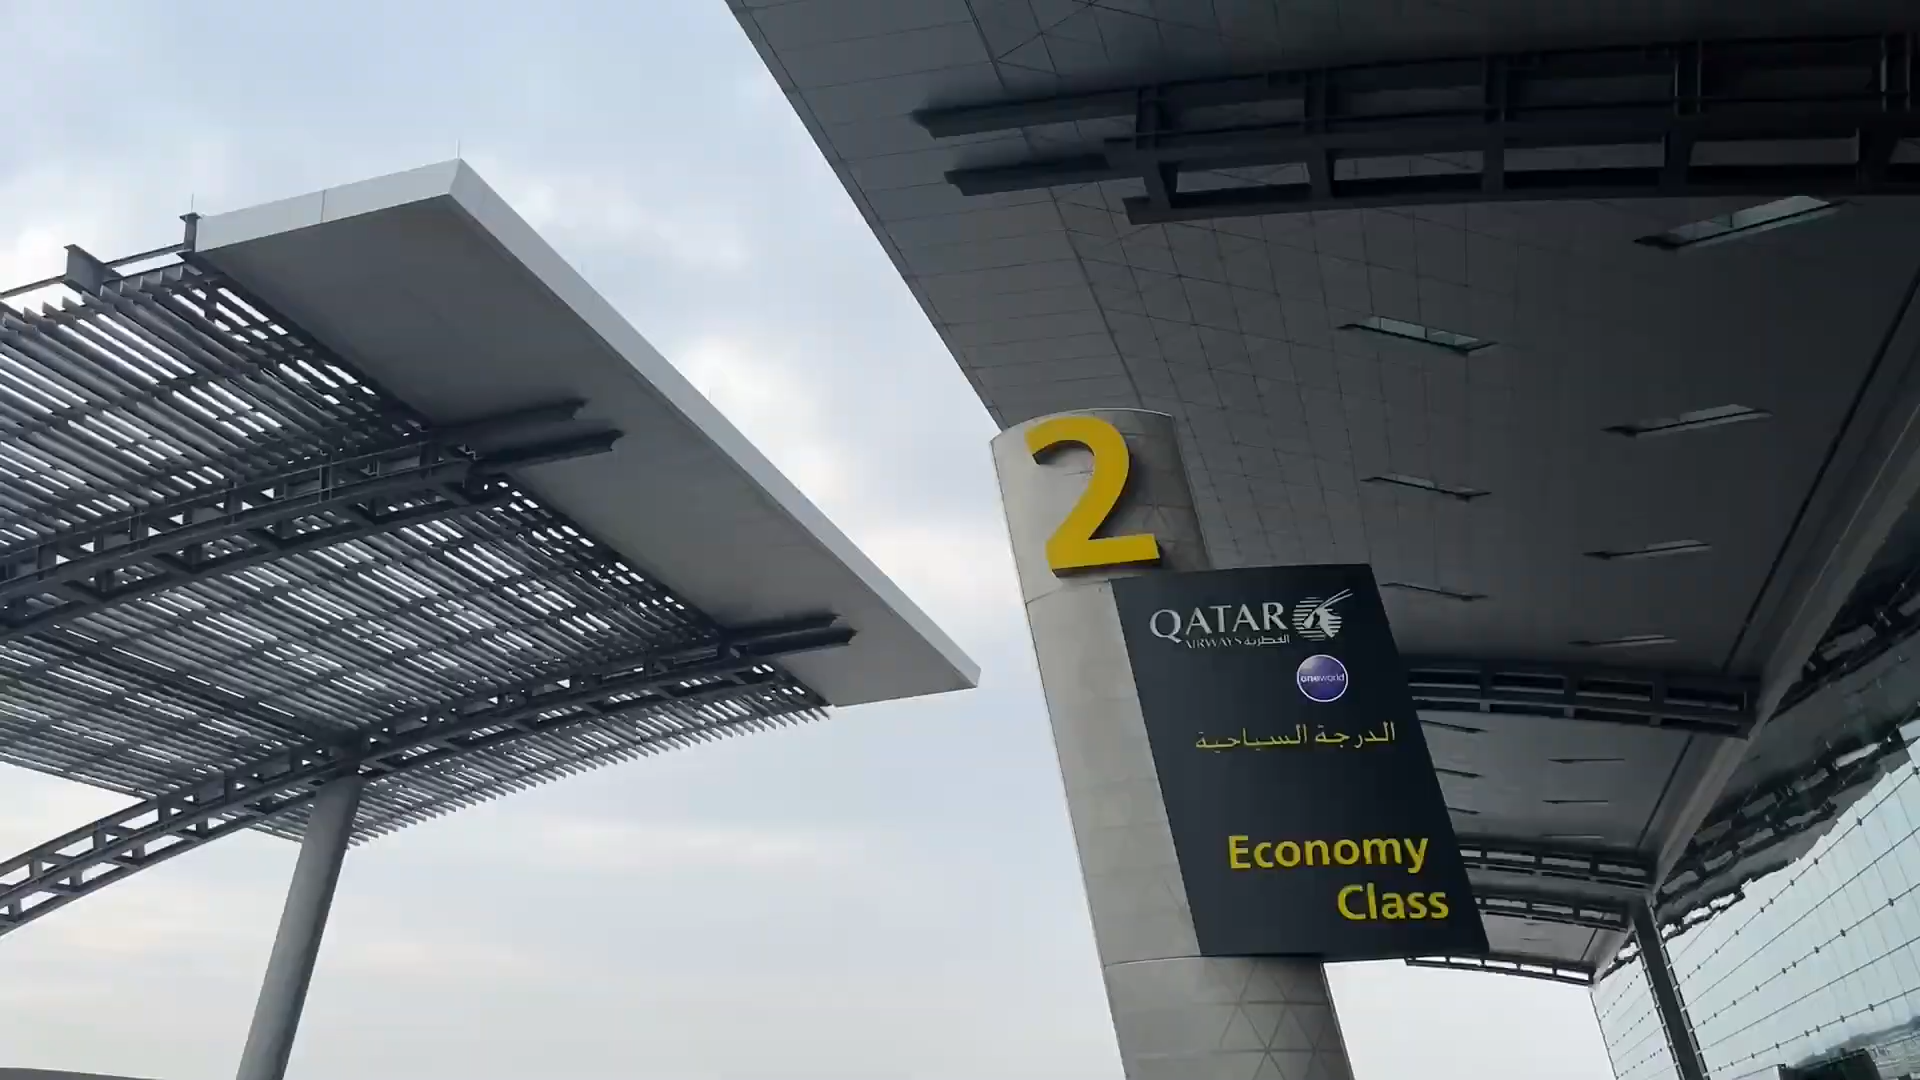 2
QATAR
AIRWAYS القطرية
oneworld
الدرجة السياحية
Economy
Class